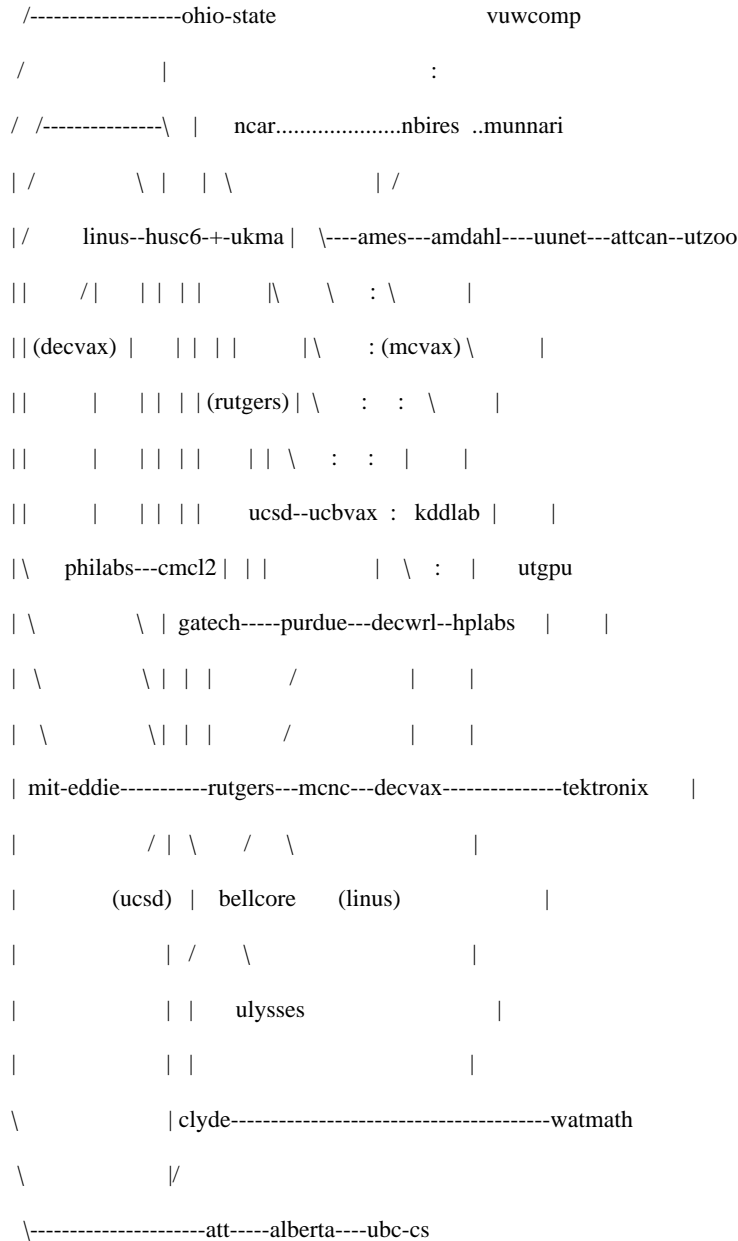 /-------------------ohio-state vuwcomp
/ | :
/ /---------------\ | ncar.....................nbires ..munnari
| / \ | | \ | /
| / linus--husc6-+-ukma | \----ames---amdahl----uunet---attcan--utzoo
| | / | | | | | |\ \ : \ |
| | (decvax) | | | | | | \ : (mcvax) \ |
| | | | | | | (rutgers) | \ : : \ |
| | | | | | | | | \ : : | |
| | | | | | | ucsd--ucbvax : kddlab | |
| \ philabs---cmcl2 | | | | \ : | utgpu
| \ \ | gatech-----purdue---decwrl--hplabs | |
| \ \ | | | / | |
| \ \ | | | / | |
| mit-eddie-----------rutgers---mcnc---decvax---------------tektronix |
| / | \ / \ |
| (ucsd) | bellcore (linus) |
| | / \ |
| | | ulysses |
| | | |
\ | clyde----------------------------------------watmath
\ |/
\----------------------att-----alberta----ubc-cs